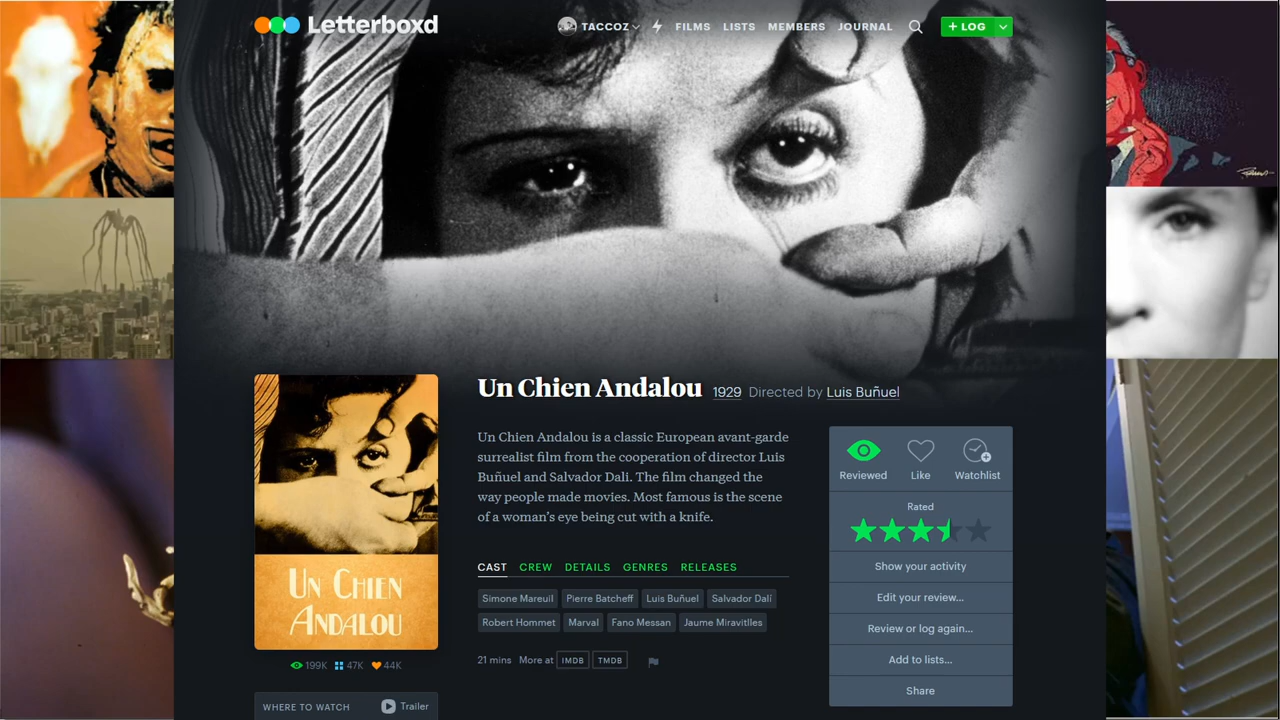 Letterboxd
TACCOZ FILMS LISTS MEMBERS JOURNAL + LOG
Un Chien Andalou 1929 Directed by Luis Buñuel
Un Chien Andalou is a classic European avant-garde
surrealist film from the cooperation of director Luis
Buñuel and Salvador Dali. The film changed the
way people made movies. Most famous is the scene
of a woman’s eye being cut with a knife.
CAST CREW DETAILS GENRES RELEASES
Simone Mareuil Pierre Batcheff Luis Buñuel Salvador Dalí
Robert Hommet Marval Fano Messan Jaume Miravitlles
21 mins More at IMDB TMDB
Reviewed Like Watchlist
Rated
Show your activity
Edit your review...
Review or log again...
Add to lists...
Share
UN CHIEN
ANDALOU
199K 47K 44K
WHERE TO WATCH Trailer